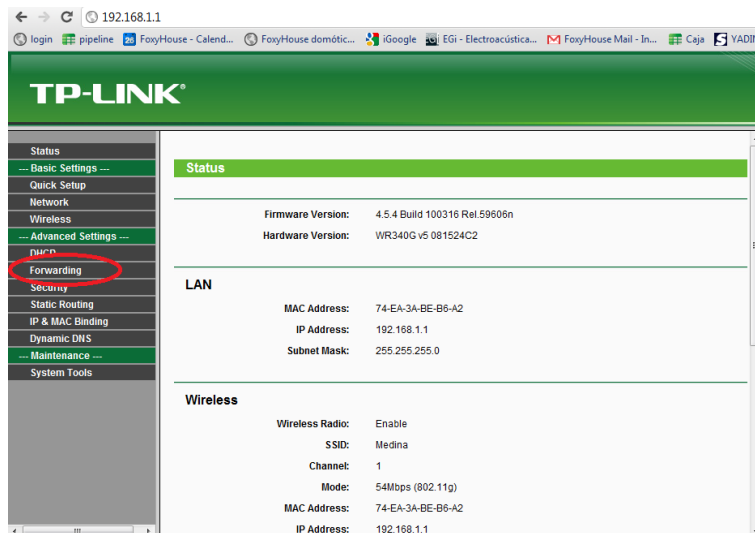 192.168.1.1
login pipeline 26 FoxyHouse - Calend... FoxyHouse domótic... iGoogle EGi - Electroacústica... FoxyHouse Mail - In... Caja YADIN
TP-LINK®
Status
--- Basic Settings ---
Quick Setup
Network
Wireless
--- Advanced Settings ---
DHCP
Forwarding
Security
Static Routing
IP & MAC Binding
Dynamic DNS
--- Maintenance ---
System Tools
Status
Firmware Version: 4.5.4 Build 100316 Rel.59606n
Hardware Version: WR340G v5 081524C2
LAN
MAC Address: 74-EA-3A-BE-B6-A2
IP Address: 192.168.1.1
Subnet Mask: 255.255.255.0
Wireless
Wireless Radio: Enable
SSID: Medina
Channel: 1
Mode: 54Mbps (802.11g)
MAC Address: 74-EA-3A-BE-B6-A2
IP Address: 192.168.1.1